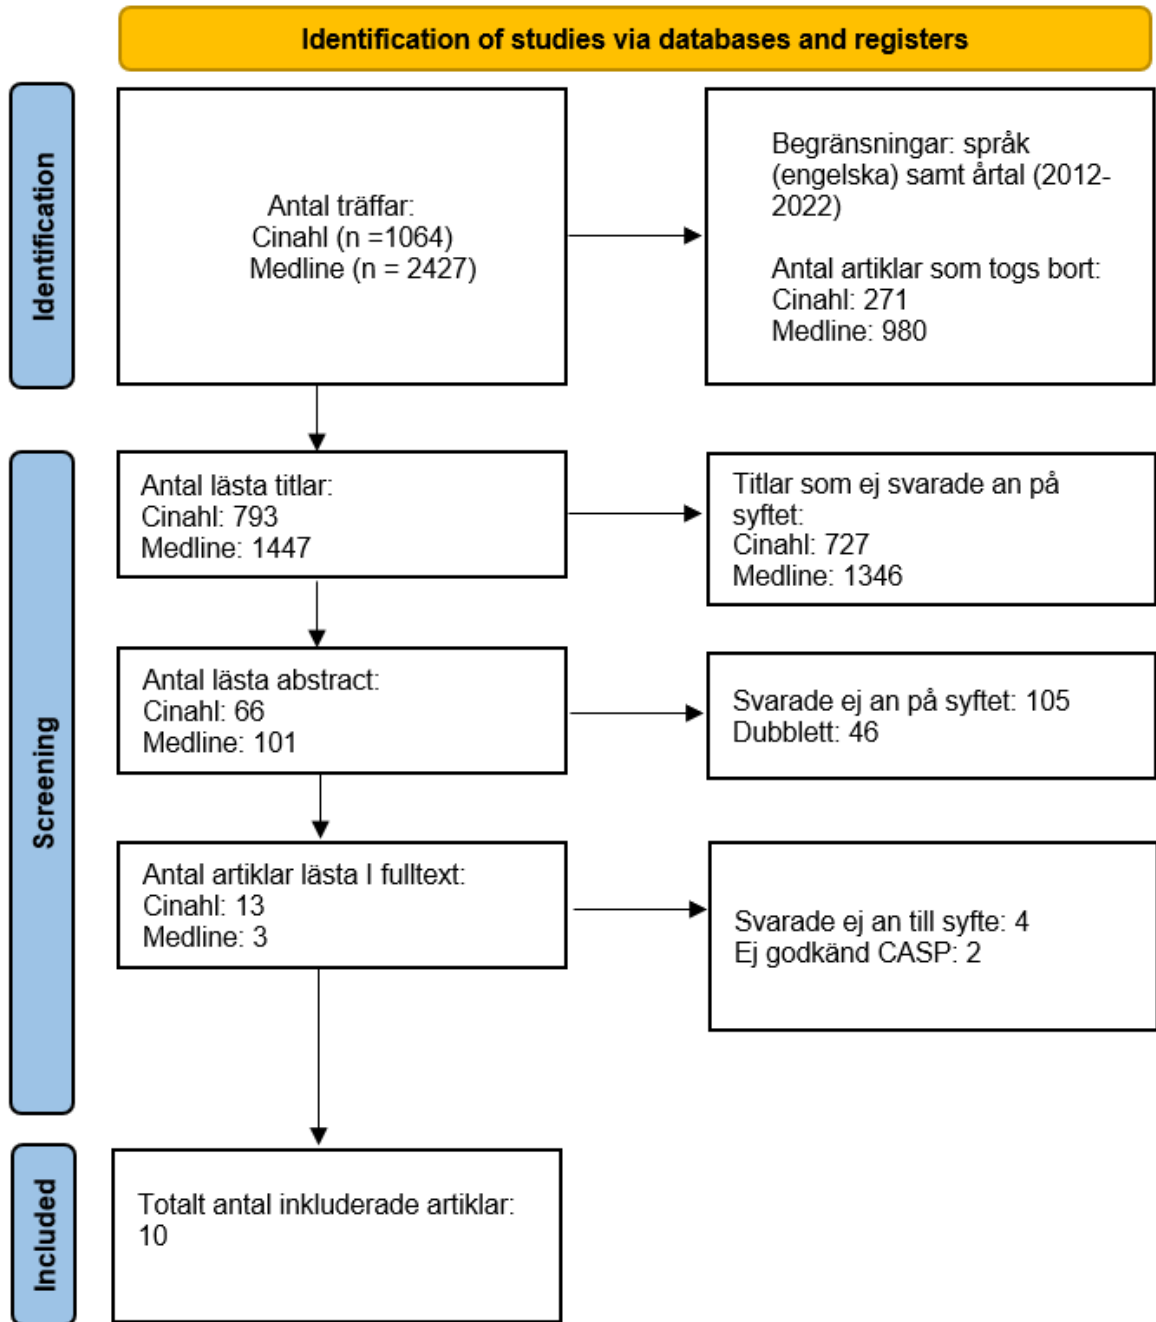 Identification of studies via databases and registers
Identification
Antal träffar:
Cinahl (n =1064)
Medline (n = 2427)
Begränsningar: språk
(engelska) samt årtal (2012-
2022)
Antal artiklar som togs bort:
Cinahl: 271
Medline: 980
Screening
Antal lästa titlar:
Cinahl: 793
Medline: 1447
Titlar som ej svarade an på
syftet:
Cinahl: 727
Medline: 1346
Antal lästa abstract:
Cinahl: 66
Medline: 101
Svarade ej an på syftet: 105
Dubblett: 46
Antal artiklar lästa I fulltext:
Cinahl: 13
Medline: 3
Svarade ej an till syfte: 4
Ej godkänd CASP: 2
Included
Totalt antal inkluderade artiklar:
10